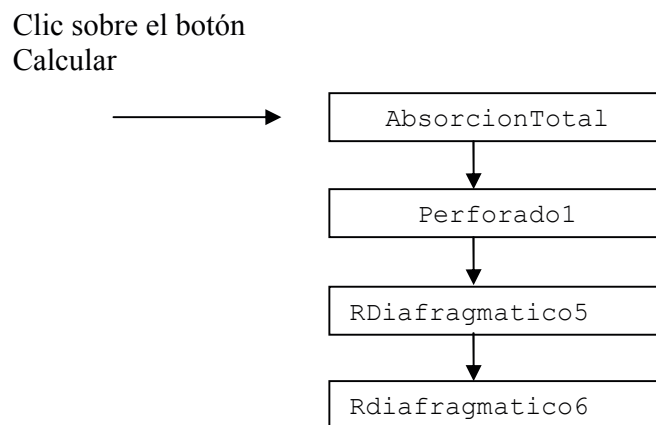 Clic sobre el botón
Calcular
AbsorcionTotal
Perforado1
RDiafragmatico5
Rdiafragmatico6